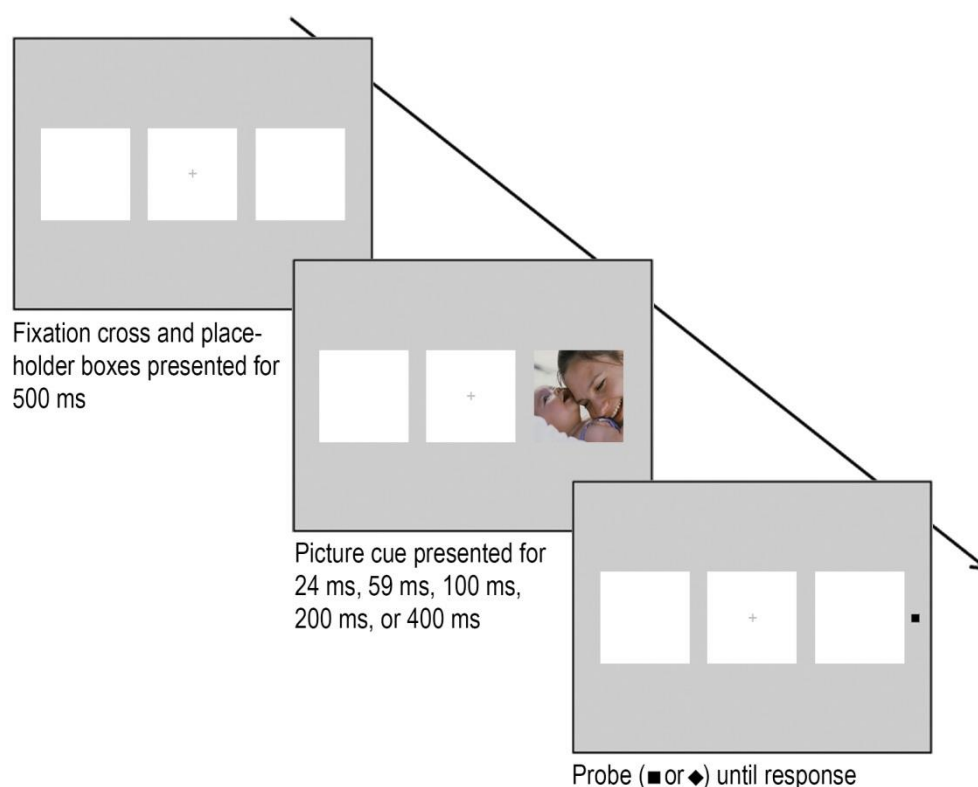 Fixation cross and place-
holder boxes presented for
500 ms
Picture cue presented for
24 ms, 59 ms, 100 ms,
200 ms, or 400 ms
Probe (■ or ◆) until response